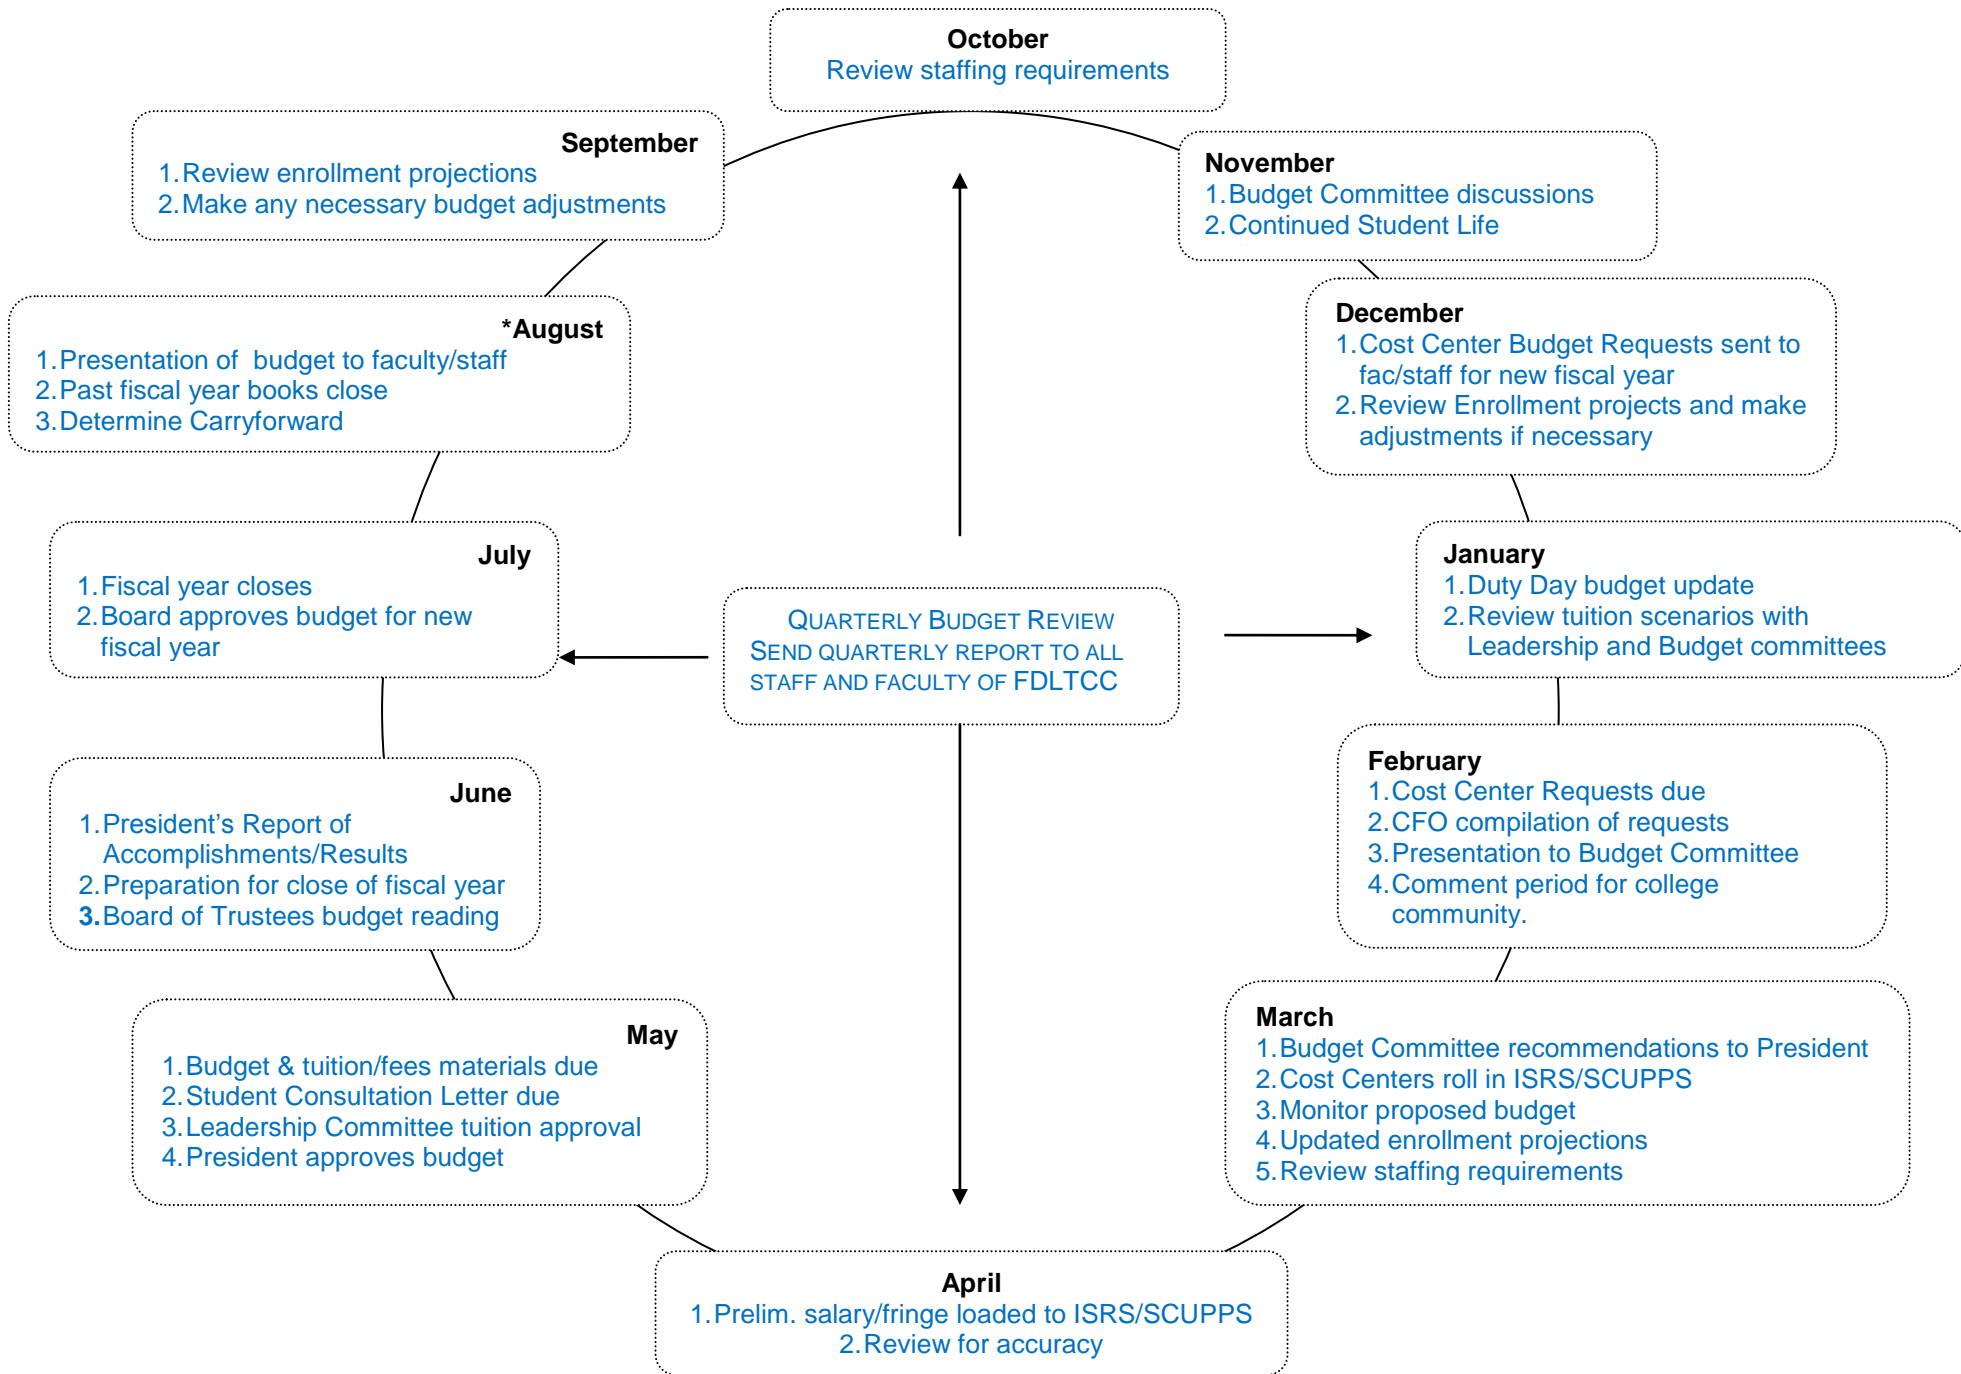 October
Review staffing requirements
September
1.Review enrollment projections
2.Make any necessary budget adjustments
November
1.Budget Committee discussions
2.Continued Student Life
*August
1.Presentation of  budget to faculty/staff
2.Past fiscal year books close
3.Determine Carryforward
December
1.Cost Center Budget Requests sent to
fac/staff for new fiscal year
2.Review Enrollment projects and make
adjustments if necessary
July
1.Fiscal year closes
2.Board approves budget for new
fiscal year
QUARTERLY BUDGET REVIEW
SEND QUARTERLY REPORT TO ALL
STAFF AND FACULTY OF FDLTCC
January
1.Duty Day budget update
2.Review tuition scenarios with
Leadership and Budget committees
June
1.President’s Report of
Accomplishments/Results
2.Preparation for close of fiscal year
3.Board of Trustees budget reading
February
1.Cost Center Requests due
2.CFO compilation of requests
3.Presentation to Budget Committee
4.Comment period for college
community.
May
1.Budget & tuition/fees materials due
2.Student Consultation Letter due
3.Leadership Committee tuition approval
4.President approves budget
March
1.Budget Committee recommendations to President
2.Cost Centers roll in ISRS/SCUPPS
3.Monitor proposed budget
4.Updated enrollment projections
5.Review staffing requirements
April
1.Prelim. salary/fringe loaded to ISRS/SCUPPS
2.Review for accuracy